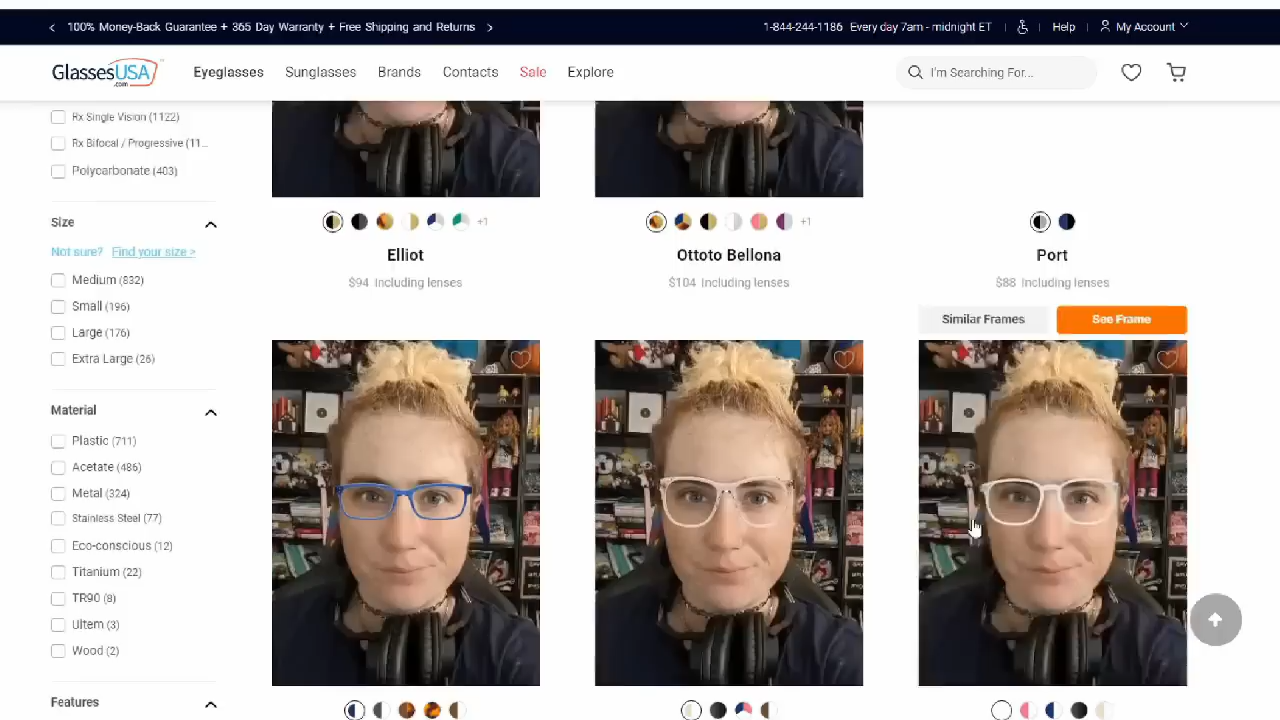 100% Money-Back Guarantee + 365 Day Warranty + Free Shipping and Returns
1-844-244-1186 Every day 7am - midnight ET
Help
My Account
GlassesUSA.com
Eyeglasses
Sunglasses
Brands
Contacts
Sale
Explore
I'm Searching For...
Rx Single Vision (1122)
Rx Bifocal / Progressive (11...
Polycarbonate (403)
Size
Not sure? Find your size >
Medium (832)
Small (196)
Large (176)
Extra Large (26)
Material
Plastic (711)
Acetate (486)
Metal (324)
Stainless Steel (77)
Eco-conscious (12)
Titanium (22)
TR90 (8)
Ultem (3)
Wood (2)
Features
+1
Elliot
$94 Including lenses
+1
Ottoto Bellona
$104 Including lenses
Port
$88 Including lenses
Similar Frames
See Frame